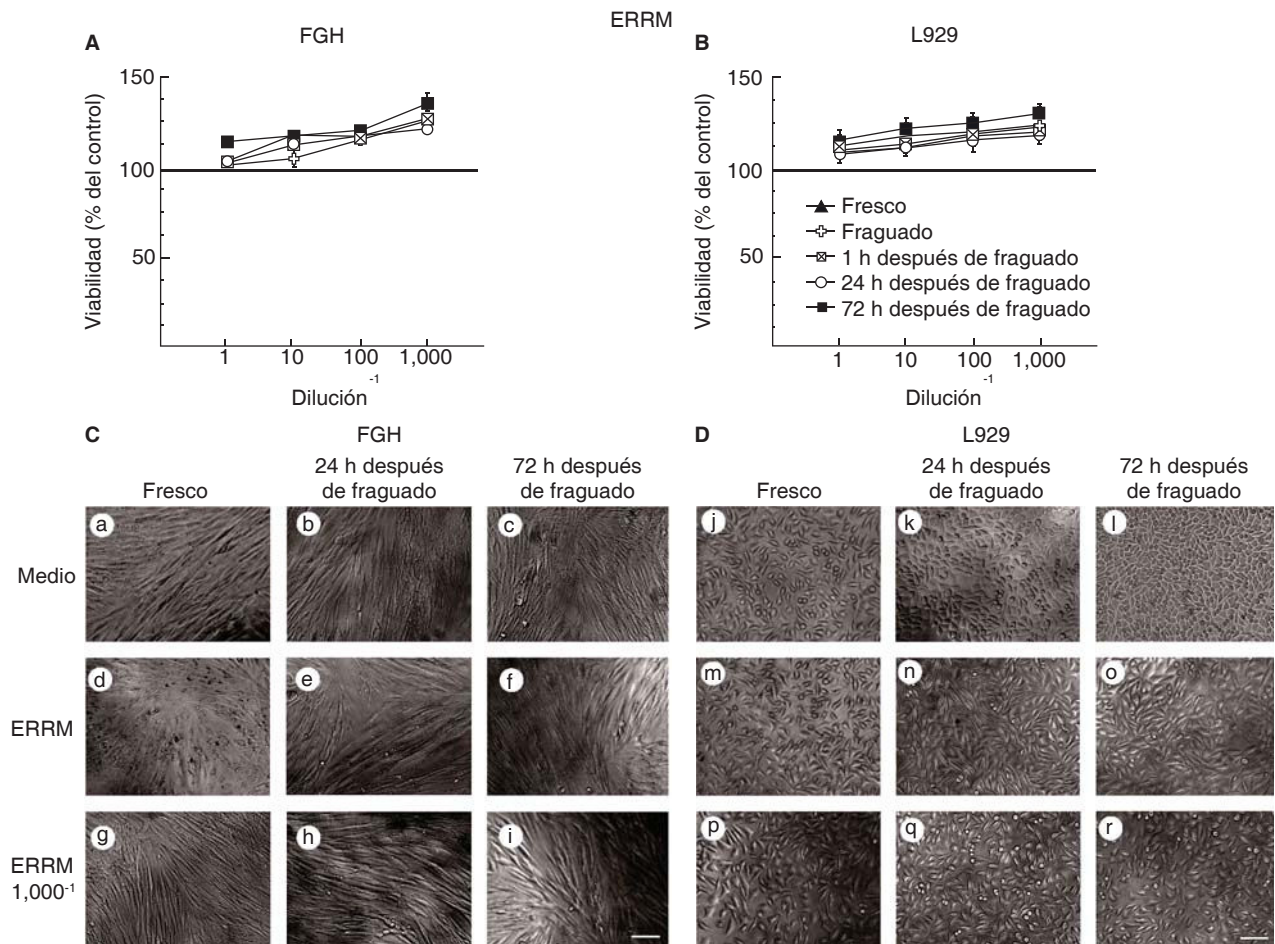 ERRM
A
FGH
150
100
50
Viabilidad (% del control)
1 10 100 1,000
Dilución-1
B
L929
150
100
50
Viabilidad (% del control)
Fresco
Fraguado
1 h después de fraguado
24 h después de fraguado
72 h después de fraguado
1 10 100 1,000
Dilución-1
C
FGH
Fresco
24 h después
de fraguado
72 h después
de fraguado
Medio
a b c
ERRM
d e f
ERRM
1,000-1
g h i
D
L929
Fresco
24 h después
de fraguado
72 h después
de fraguado
j k l
m n o
p q r